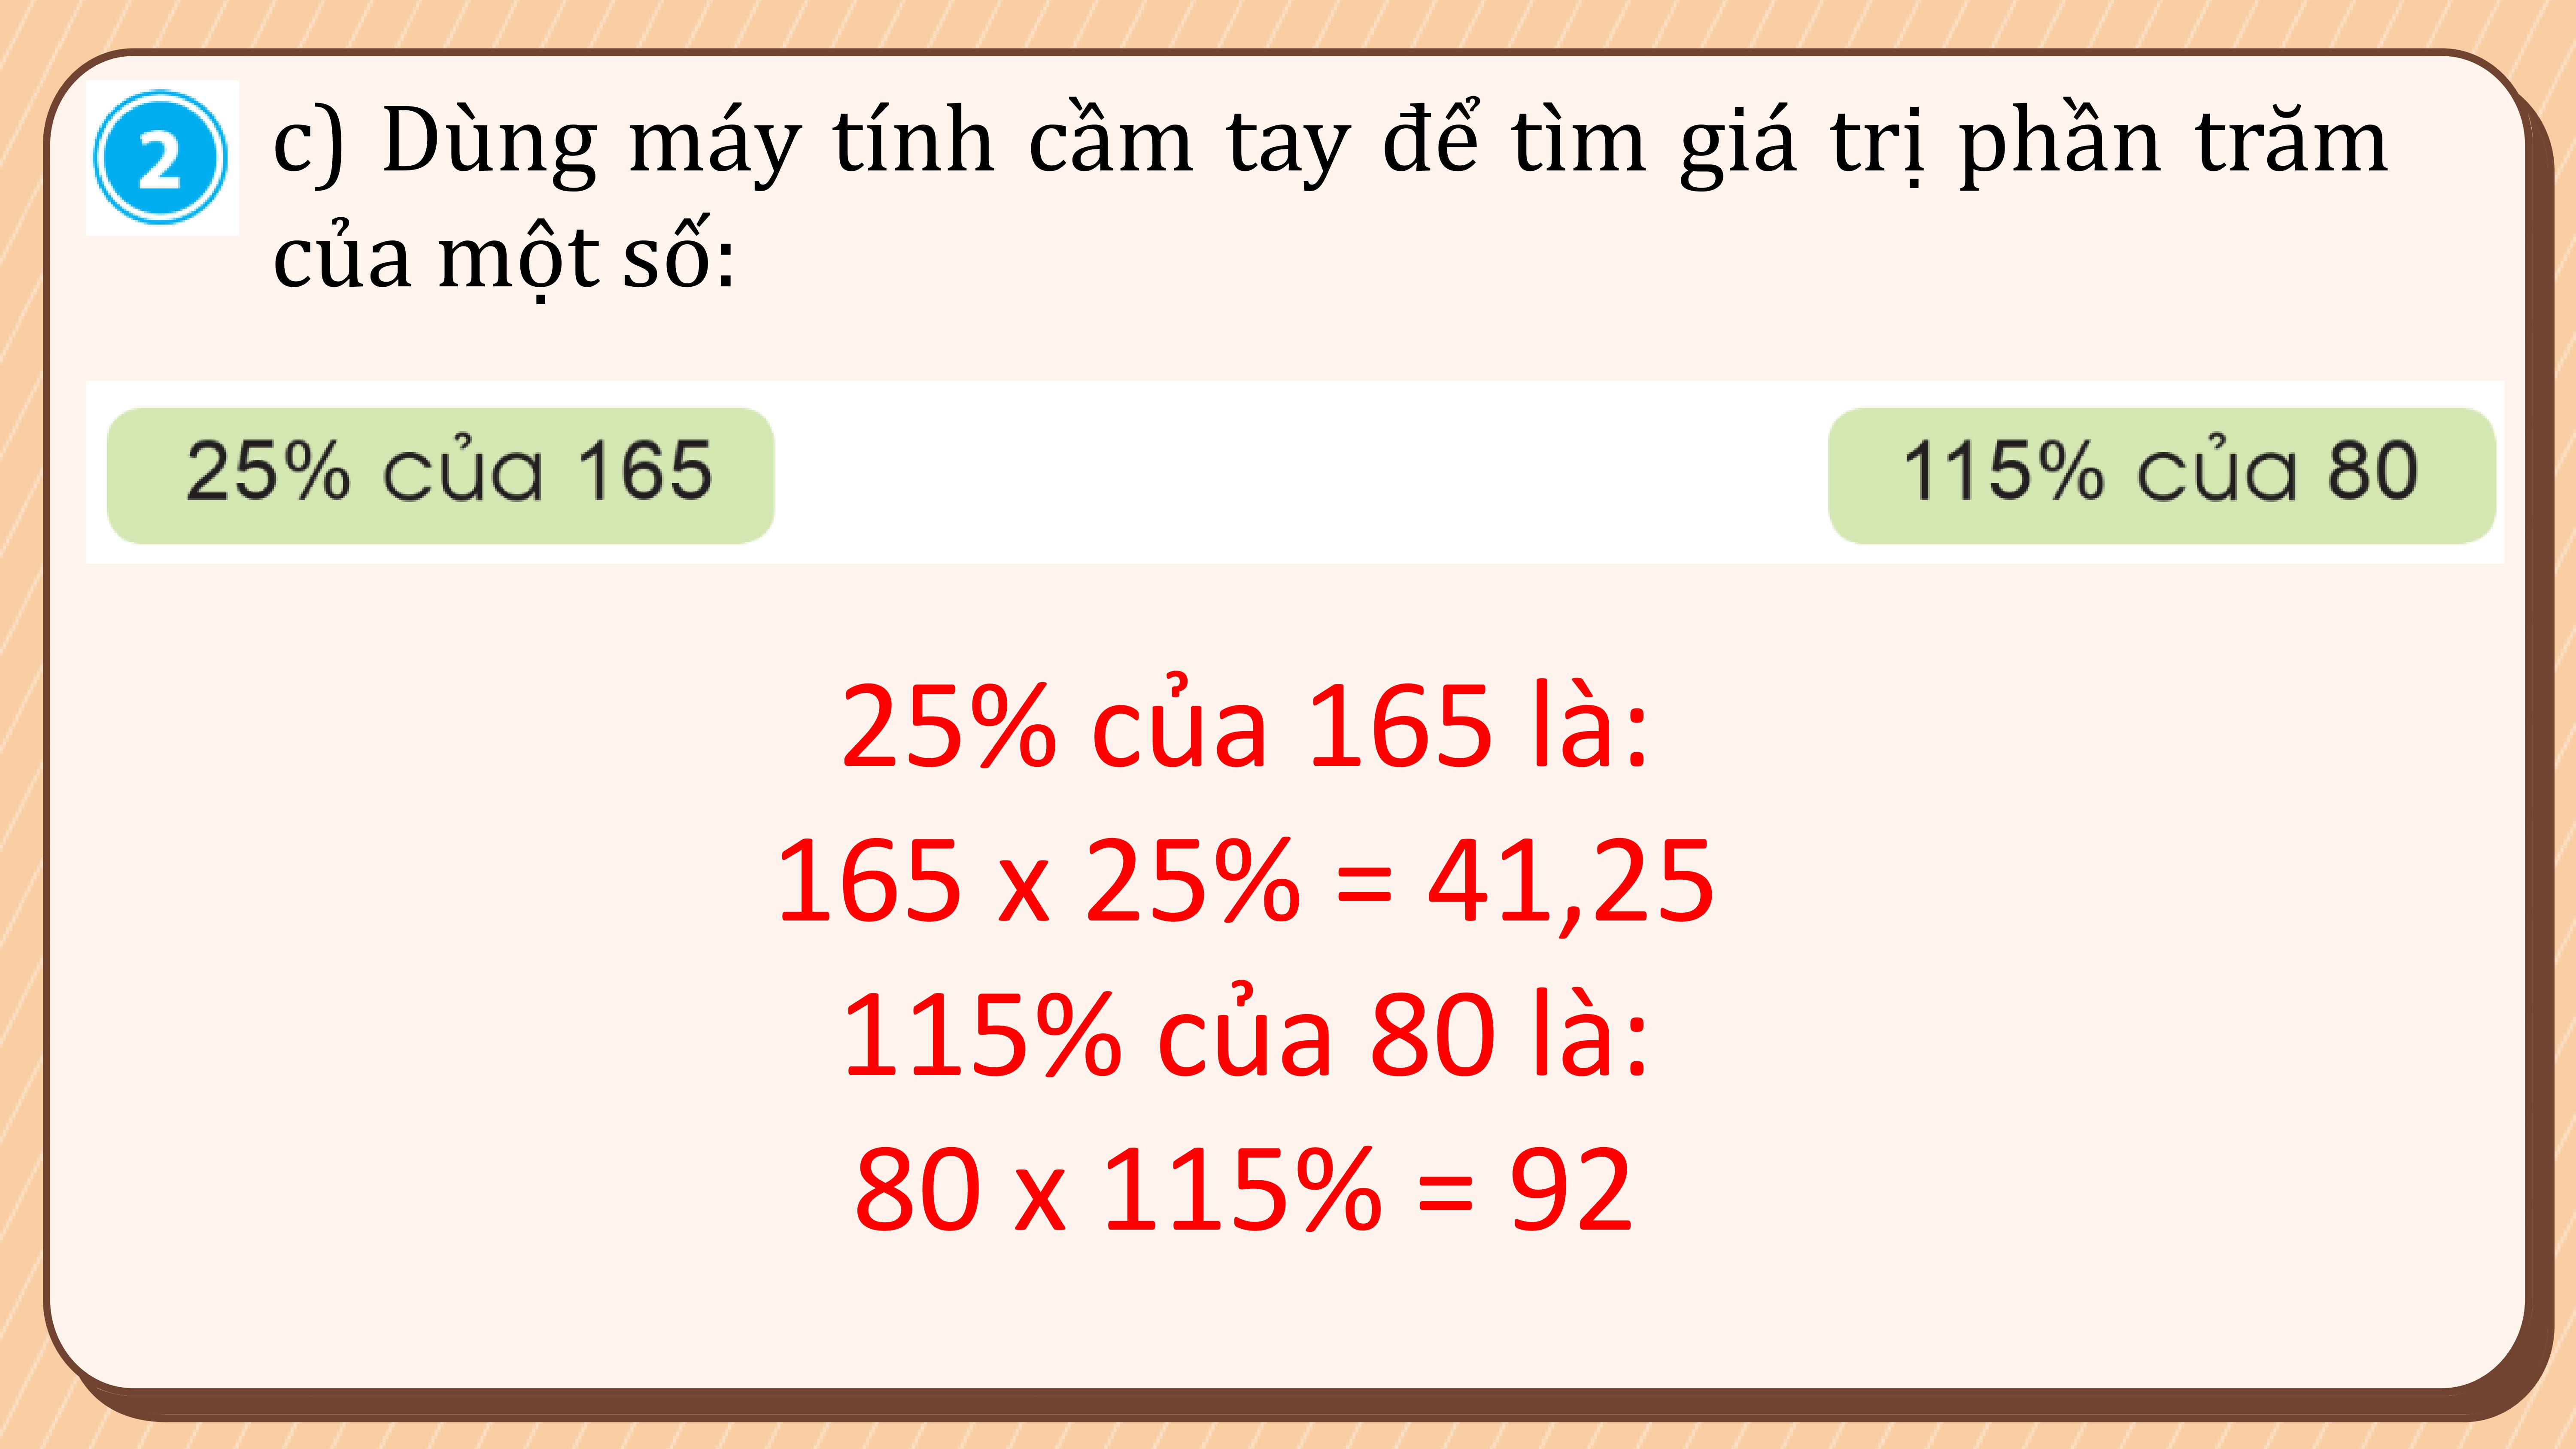 2
c) Dùng máy tính cầm tay để tìm giá trị phần trăm
của một số:
25% của 165
115% của 80
25% của 165 là:
165 x 25% = 41,25
115% của 80 là:
80 x 115% = 92